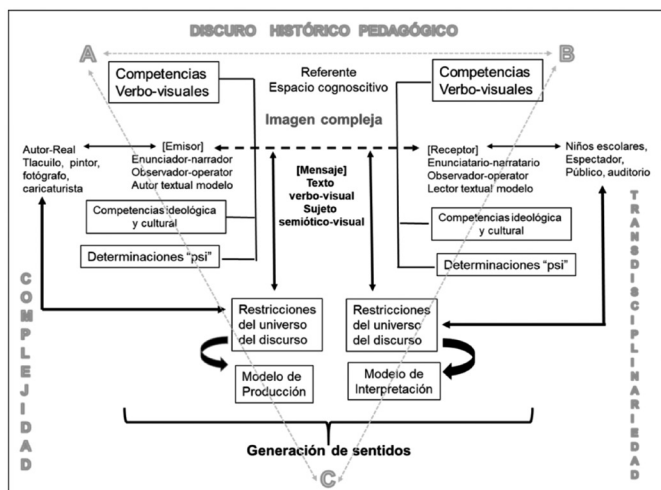 DISCURO HISTÓRICO PEDAGÓGICO
A
B
Competencias
Verbo-visuales
Referente
Espacio cognoscitivo
Competencias
Verbo-visuales
Imagen compleja
Autor-Real
Tlacuilo, pintor,
fotógrafo,
caricaturista
[Emisor]
Enunciador-narrador
Observador-operator
Autor textual modelo
[Mensaje]
Texto
verbo-visual
Sujeto
semiótico-visual
[Receptor]
Enunciatario-narratario
Observador-operator
Lector textual modelo
Niños escolares,
Espectador,
Público, auditorio
Competencias ideológica
y cultural
Competencias ideológica
y cultural
Determinaciones “psi”
Determinaciones “psi”
COMPLEJIDAD
TRANSDISCIPLINARIEDAD
Restricciones
del universo
del discurso
Restricciones
del universo
del discurso
Modelo de
Producción
Modelo de
Interpretación
Generación de sentidos
C